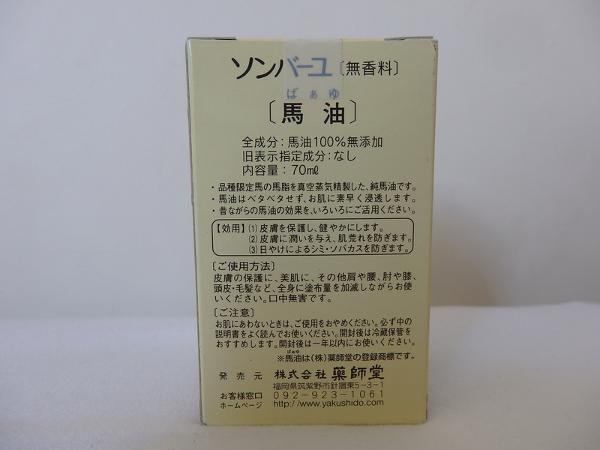 ソンバーユ〔無香料〕
ばぁゆ
〔馬油〕
全成分：馬油100％無添加
旧表示指定成分：なし
内容量：70㎖
・品種限定馬の馬脂を真空蒸気精製した、純馬油です。
・馬油はベタベタせず、お肌に素早く浸透します。
・昔ながらの馬油の効果を、いろいろにご活用ください。
【効用】(1)皮膚を保護し、健やかにします。
(2)皮膚に潤いを与え、肌荒れを防ぎます。
(3)日やけによるシミ・ソバカスを防ぎます。
〔ご使用方法〕
皮膚の保護に、美肌に、その他肩や腰、肘や膝、
頭皮・毛髪など、全身に塗布量を加減しながらお使
いください。口中無害です。
〔ご注意〕
お肌にあわないときは、ご使用をおやめください。必ず中の
説明書をよく読んでお使いください。開封後は冷蔵保管を
おすすめします。開封後は一年以内にお使いください。
ばぁゆ
※馬油は(株)薬師堂の登録商標です。
発売元 株式会社 薬師堂
福岡県筑紫野市針摺東5-3-1
お客様窓口 092-923-1061
ホームページ http://www.yakushido.com/